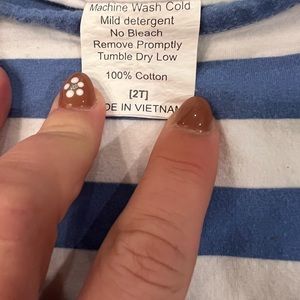 Machine Wash Cold
Mild detergent
No Bleach
Remove Promptly
Tumble Dry Low
100% Cotton
[2T]
DE IN VIETNAM